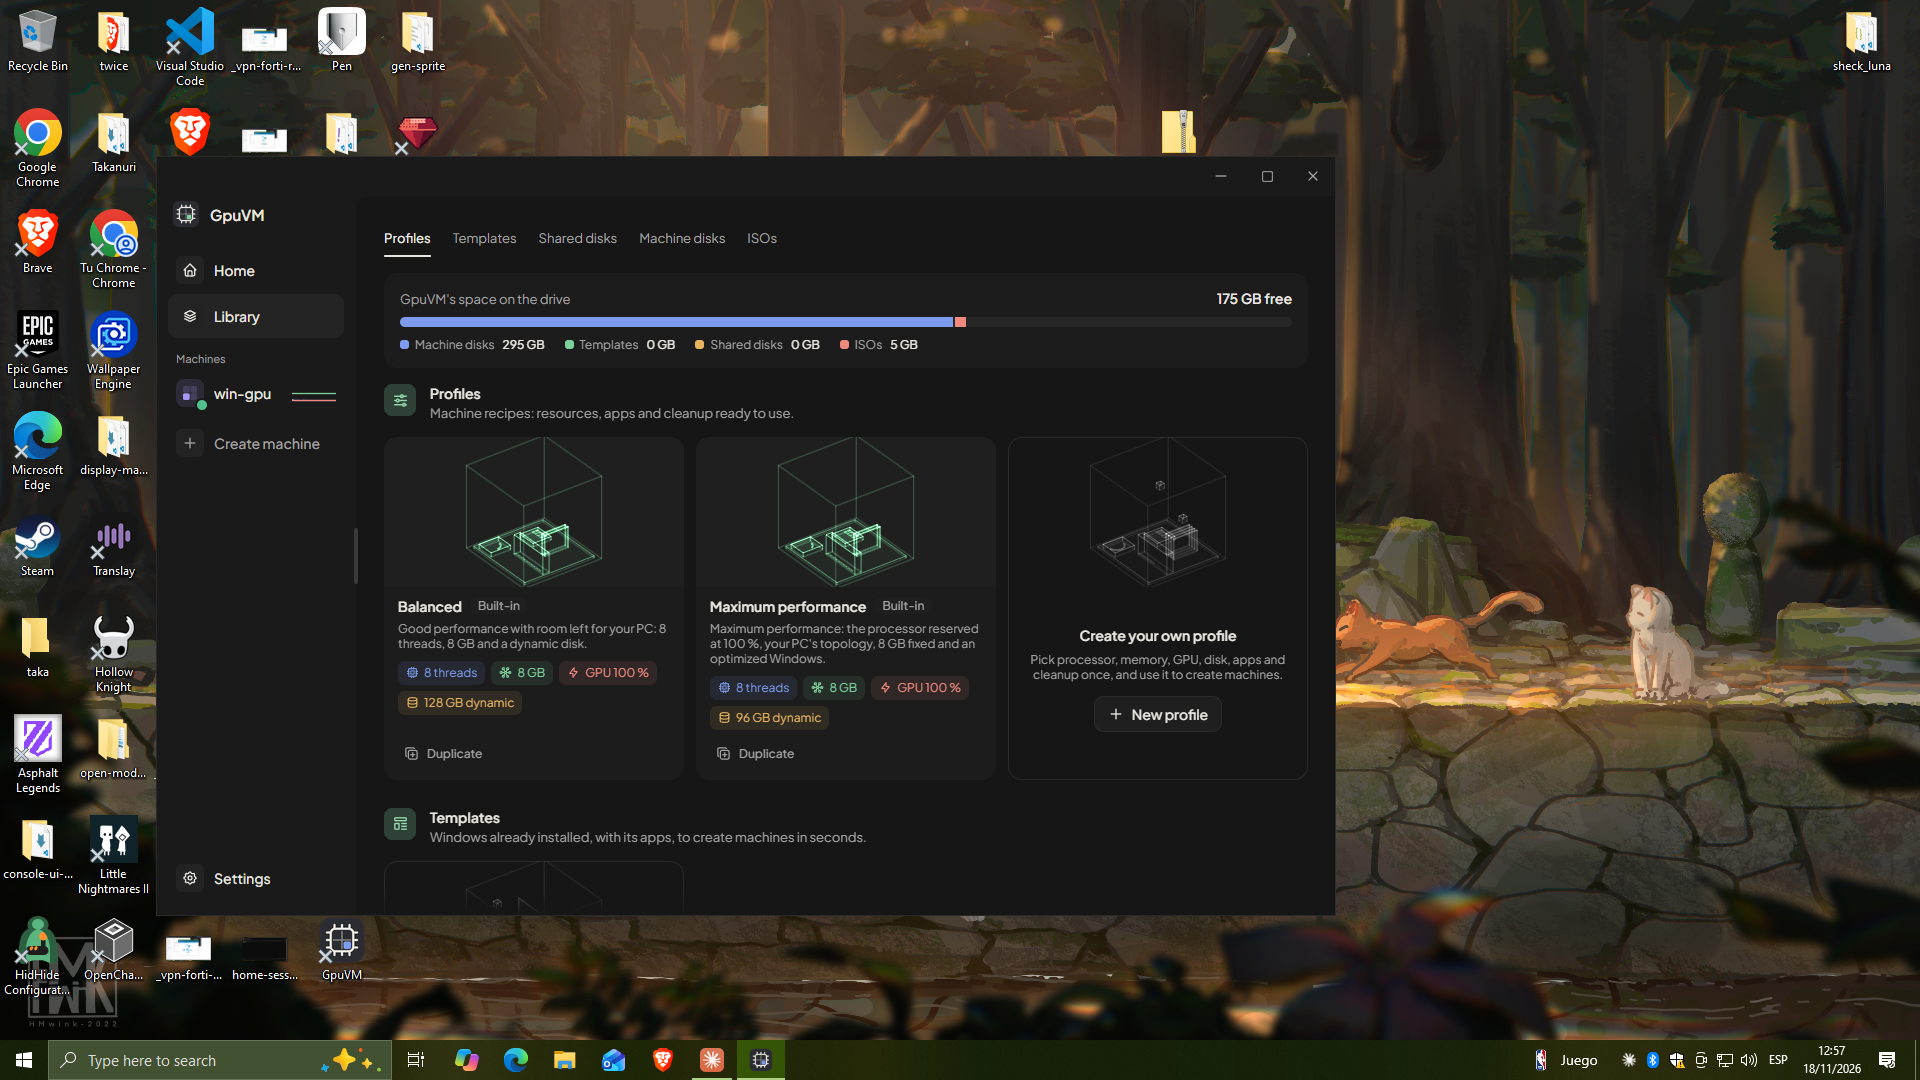 Recycle Bin
twice
Visual Studio
Code
_vpn-forti-r...
Pen
gen-sprite
sheck_luna
Google
Chrome
Takanuri
Brave
Tu Chrome -
Chrome
Epic Games
Launcher
Wallpaper
Engine
Microsoft
Edge
display-ma...
Steam
Translay
taka
Hollow
Knight
Asphalt
Legends
open-mod...
console-ui-...
Little
Nightmares II
HidHide
Configurat...
OpenCha...
_vpn-forti-...
home-sess...
GpuVM
HMwink-2022
GpuVM
Home
Library
Machines
win-gpu
Create machine
Settings
Profiles
Templates
Shared disks
Machine disks
ISOs
GpuVM's space on the drive
175 GB free
Machine disks 295 GB
Templates 0 GB
Shared disks 0 GB
ISOs 5 GB
Profiles
Machine recipes: resources, apps and cleanup ready to use.
Balanced
Built-in
Good performance with room left for your PC: 8
threads, 8 GB and a dynamic disk.
8 threads
8 GB
GPU 100 %
128 GB dynamic
Duplicate
Maximum performance
Built-in
Maximum performance: the processor reserved
at 100 %, your PC's topology, 8 GB fixed and an
optimized Windows.
8 threads
8 GB
GPU 100 %
96 GB dynamic
Duplicate
Create your own profile
Pick processor, memory, GPU, disk, apps and
cleanup once, and use it to create machines.
New profile
Templates
Windows already installed, with its apps, to create machines in seconds.
Type here to search
Juego
ESP
12:57
18/11/2026